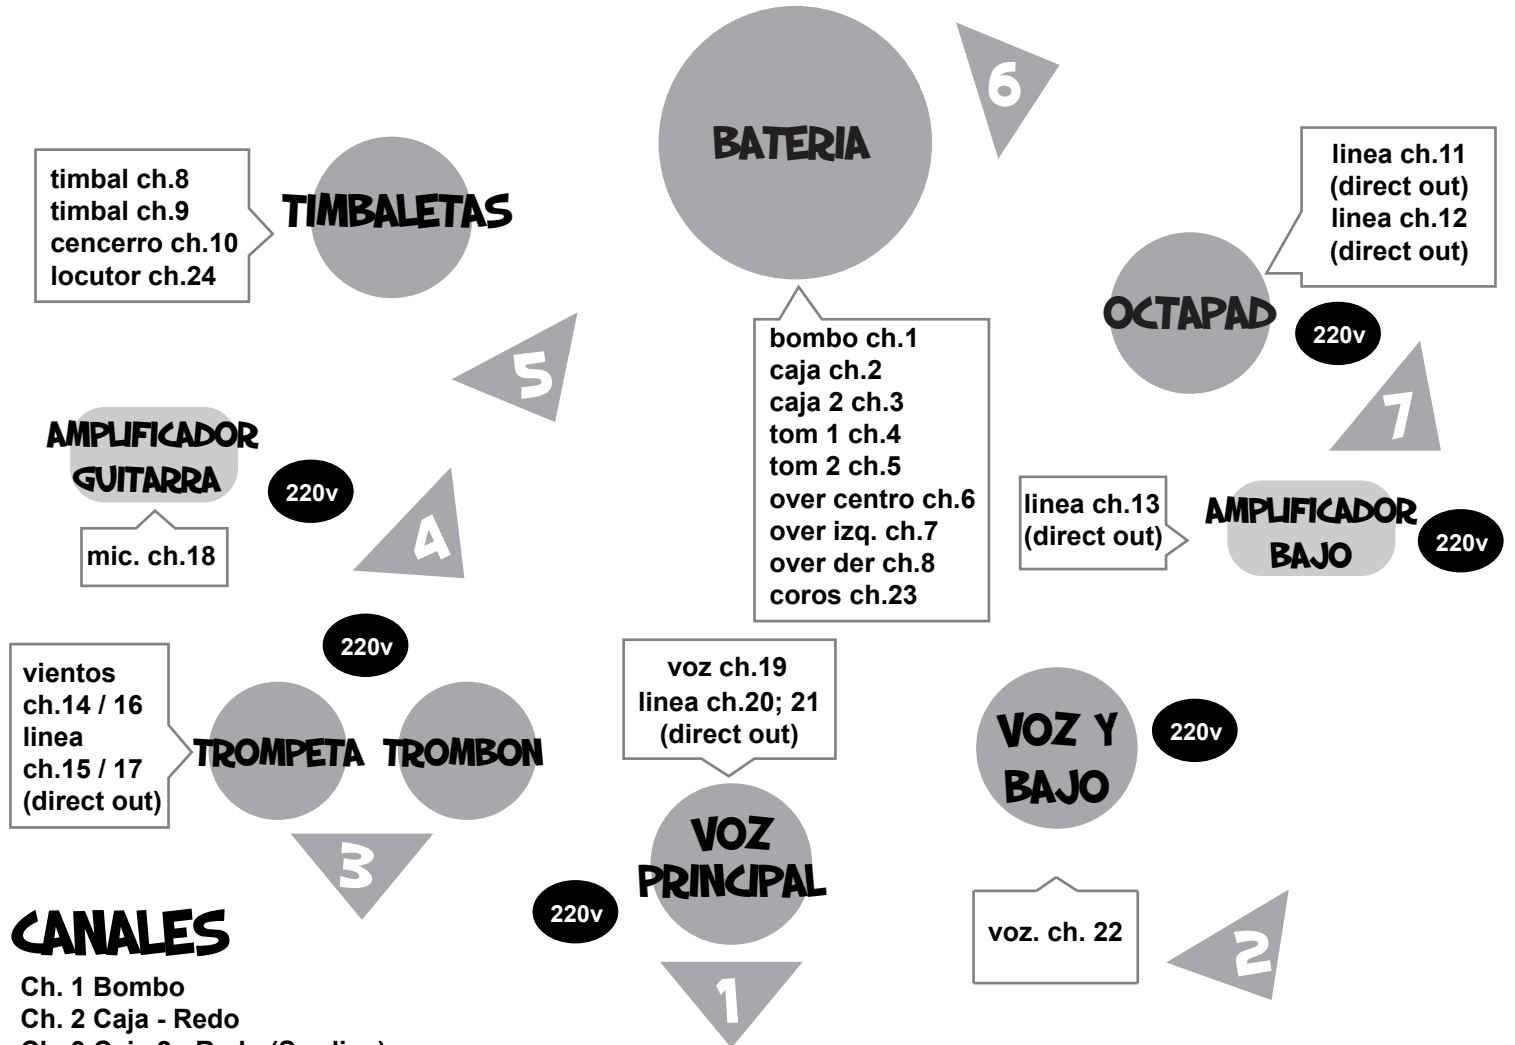 BATERIA
6
timbal ch.8
timbal ch.9
cencerro ch.10
locutor ch.24
TIMBALETAS
linea ch.11
(direct out)
linea ch.12
(direct out)
OCTAPAD
220v
bombo ch.1
caja ch.2
caja 2 ch.3
tom 1 ch.4
tom 2 ch.5
over centro ch.6
over izq. ch.7
over der ch.8
coros ch.23
5
7
AMPLIFICADOR
GUITARRA
220v
mic. ch.18
4
linea ch.13
(direct out)
AMPLIFICADOR
BAJO
220v
220v
vientos
ch.14 / 16
linea
ch.15 / 17
(direct out)
TROMPETA
TROMBON
3
voz ch.19
linea ch.20; 21
(direct out)
VOZ
PRINCIPAL
220v
1
VOZ Y
BAJO
220v
voz. ch. 22
2
CANALES
Ch. 1 Bombo
Ch. 2 Caja - Redo